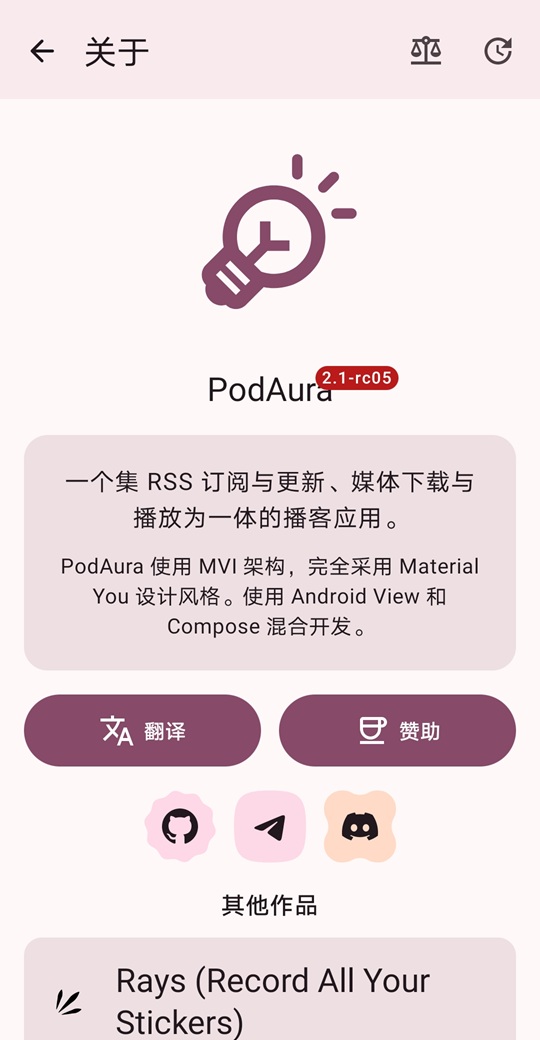 关于
2.1-rc05
PodAura
一个集 RSS 订阅与更新、媒体下载与
播放为一体的播客应用。
PodAura 使用 MVI 架构，完全采用 Material
You 设计风格。使用 Android View 和
Compose 混合开发。
翻译
赞助
其他作品
Rays (Record All Your
Stickers)